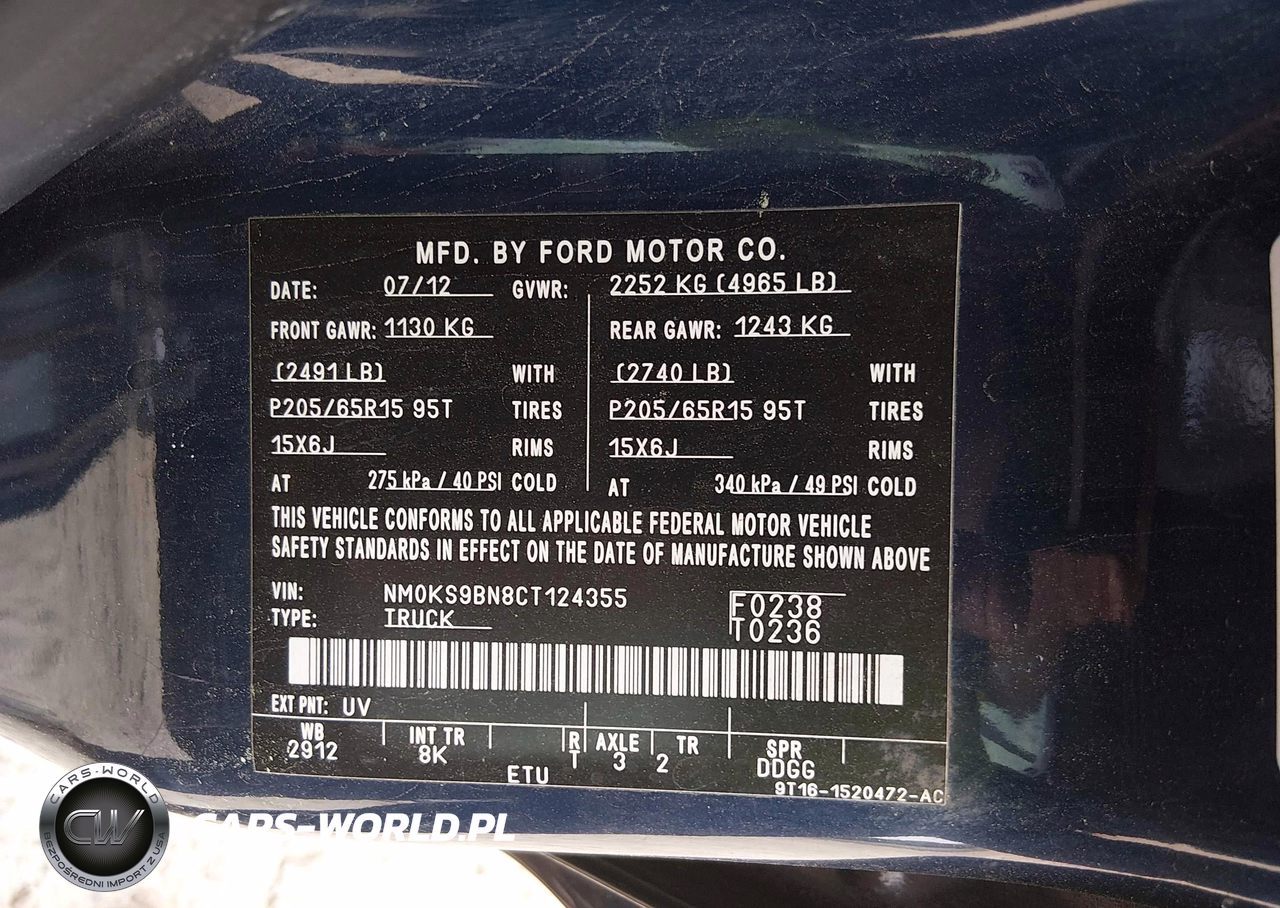 MFD. BY FORD MOTOR CO.
DATE: 07/12 GVWR: 2252 KG (4965 LB)
FRONT GAWR: 1130 KG REAR GAWR: 1243 KG
(2491 LB) WITH (2740 LB) WITH
P205/65R15 95T TIRES P205/65R15 95T TIRES
15X6J RIMS 15X6J RIMS
AT 275 kPa / 40 PSI COLD AT 340 kPa / 49 PSI COLD
THIS VEHICLE CONFORMS TO ALL APPLICABLE FEDERAL MOTOR VEHICLE
SAFETY STANDARDS IN EFFECT ON THE DATE OF MANUFACTURE SHOWN ABOVE
VIN: NM0KS9BN8CT124355 F0238
TYPE: TRUCK T0236
EXT PNT: UV
WB INT TR R AXLE TR SPR
2912 8K T 3 2 DDGG
ETU
9T16-1520472-AC
CARS-WORLD
CW
BEZPOŚREDNI IMPORT Z USA
CARS-WORLD.PL